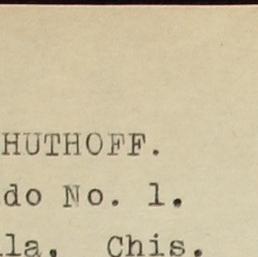 HUTHOFF.
do No. 1.
la, Chis.